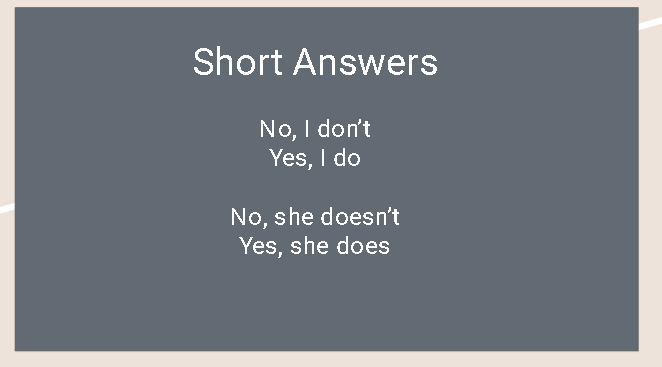 Short Answers
No, I don’t
Yes, I do
No, she doesn’t
Yes, she does